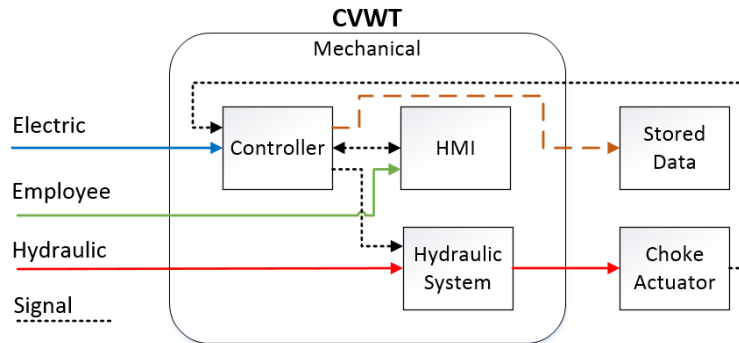 CVWT
Mechanical
Electric
Controller
HMI
Stored
Data
Employee
Hydraulic
Hydraulic
System
Choke
Actuator
Signal